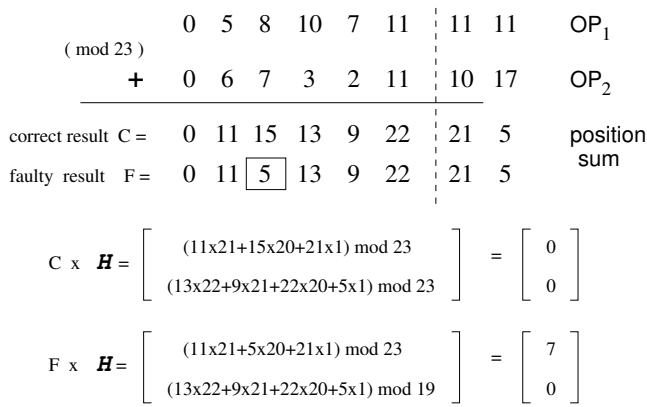 0 5 8 10 7 11 11 11 OP1
( mod 23 )
+ 0 6 7 3 2 11 10 17 OP2
correct result C = 0 11 15 13 9 22 21 5 position
sum
faulty result F = 0 11 5 13 9 22 21 5
(11x21+15x20+21x1) mod 23 0
C x H = =
(13x22+9x21+22x20+5x1) mod 23 0
(11x21+5x20+21x1) mod 23 7
F x H = =
(13x22+9x21+22x20+5x1) mod 19 0